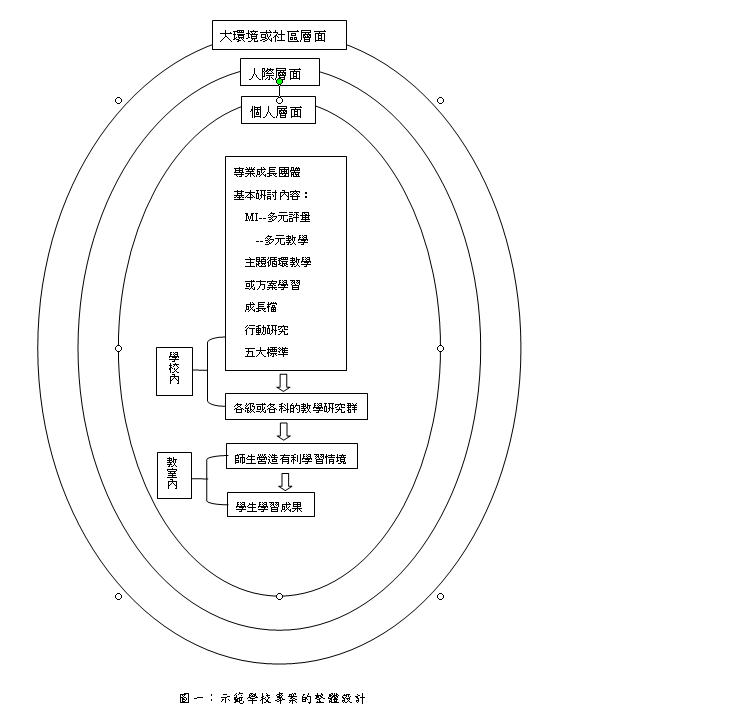 大環境或社區層面
人際層面
個人層面
專業成長團體
基本研討內容：
MI--多元評量
--多元教學
主題循環教學
或方案學習
成長檔
行動研究
五大標準
學校內
各級或各科的教學研究群
教室內
師生營造有利學習情境
學生學習成果
圖一：示範學校專案的整體設計